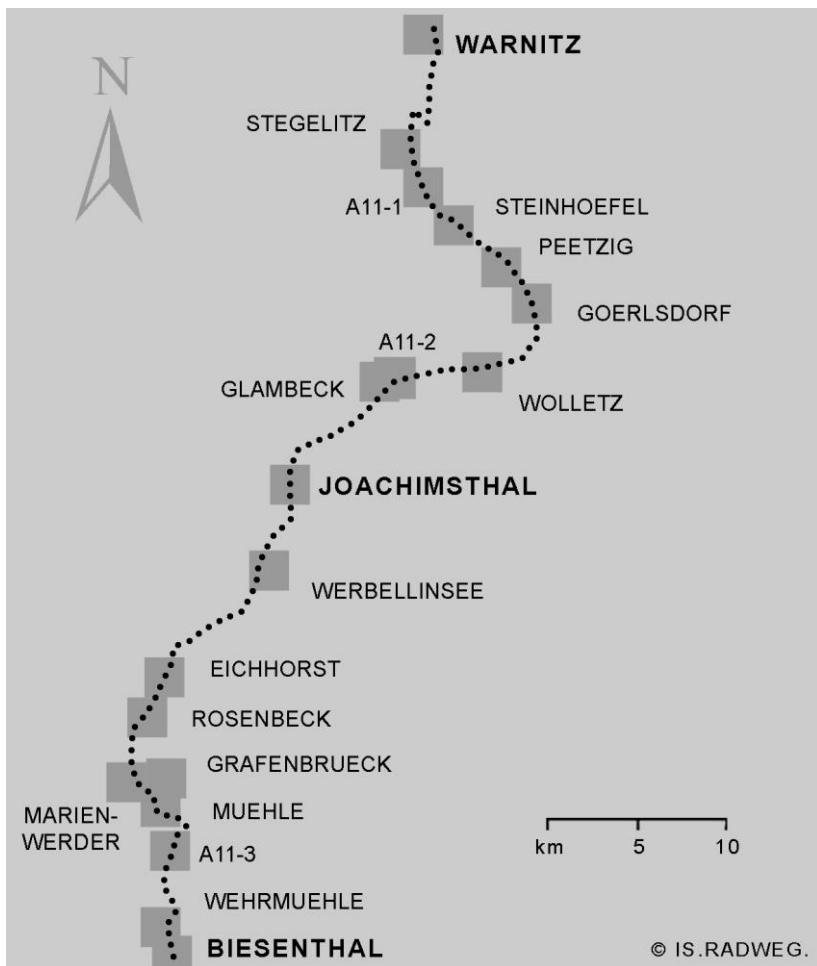 WARNITZ
N
STEGELITZ
A11-1
STEINHOEFEL
PEETZIG
GOERLSDORF
A11-2
GLAMBECK
WOLLETZ
JOACHIMSTHAL
WERBELLINSEE
EICHHORST
ROSENBECK
GRAFENBRUECK
MARIEN-
WERDER
MUEHLE
A11-3
km 5 10
WEHRMUEHLE
BIESENTHAL
© IS.RADWEG.